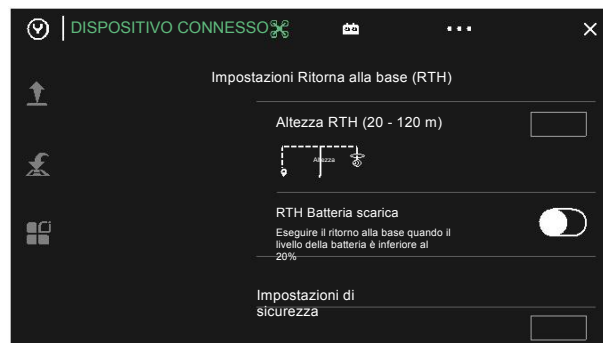 DISPOSITIVO CONNESSO
Impostazioni Ritorna alla base (RTH)
Altezza RTH (20 - 120 m)
Altezza
RTH Batteria scarica
Eseguire il ritorno alla base quando il
livello della batteria è inferiore al
20%
Impostazioni di
sicurezza